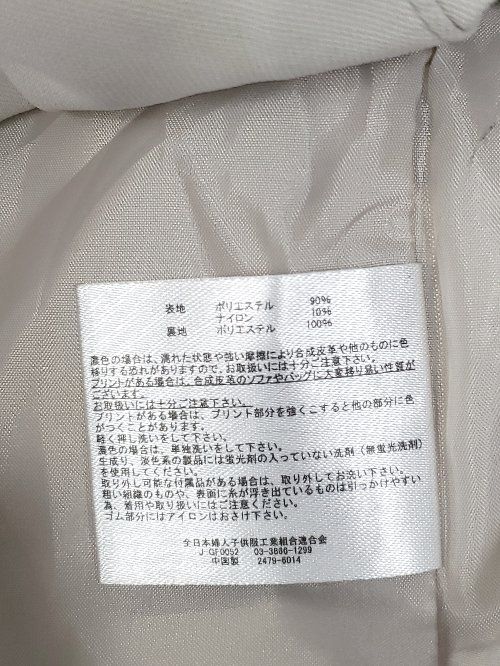 表地 ポリエステル 90%
ナイロン 10%
裏地 ポリエステル 100%
濃色の場合は、濡れた状態や強い摩擦により合成皮革や他のものに色
移りする恐れがありますので、お取扱いには十分ご注意下さい。
プリントがある場合は、合成皮革のソファやバッグに大変移り易い性質が
ございます。
お取扱いには十分ご注意下さい。
プリントがある場合は、プリント部分を強くこすると他の部分に色
がつくことがあります。
軽く押し洗いをして下さい。
濃色の場合は、単独洗いをして下さい。
生成り、淡色系の製品には蛍光剤の入っていない洗剤(無蛍光洗剤)
を使用してください。
取り外し可能な付属品がある場合は、取り外してお洗い下さい。
粗い組織のものや、表面に糸が浮き出ているものは引っかけやすい
為、着用や取り扱いにはご注意ください。
ゴム部分にはアイロンはおさけ下さい。
全日本婦人子供服工業組合連合会
J GF0052 03-3866-1299
中国製 2479-6014